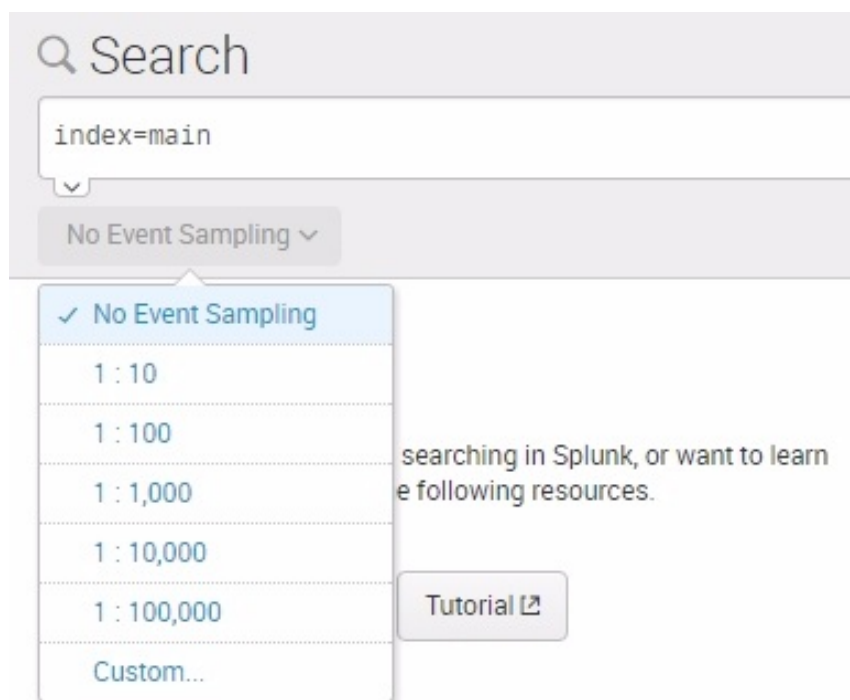 Search
index=main
No Event Sampling
No Event Sampling
1 : 10
1 : 100
1 : 1,000
1 : 10,000
1 : 100,000
Custom...
searching in Splunk, or want to learn
e following resources.
Tutorial